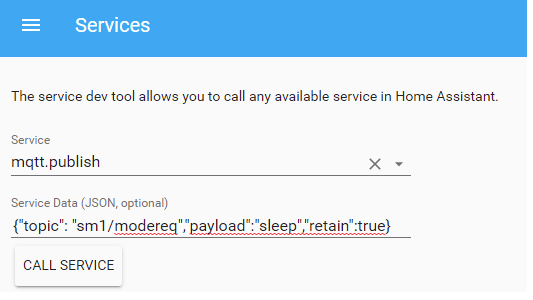 Services
The service dev tool allows you to call any available service in Home Assistant.
Service
mqtt.publish
Service Data (JSON, optional)
{"topic": "sm1/modereq","payload":"sleep","retain":true}
CALL SERVICE